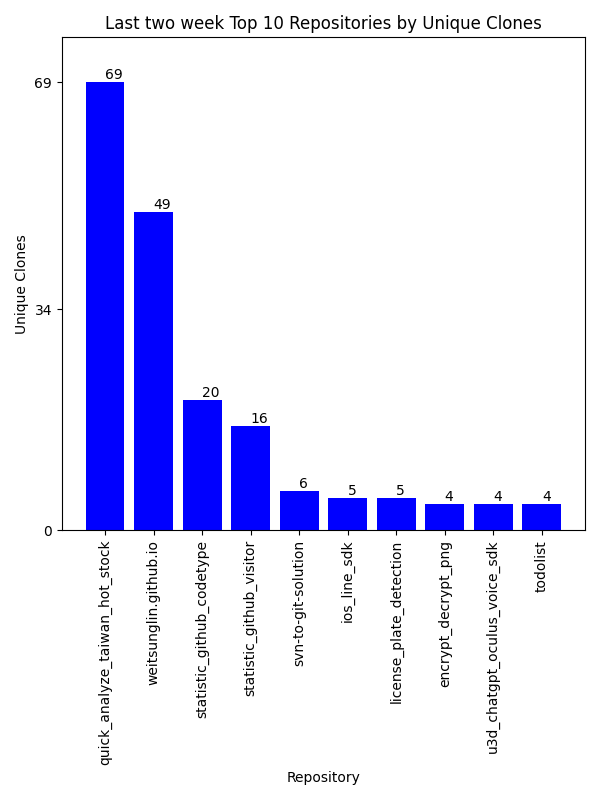 Last two week Top 10 Repositories by Unique Clones
Unique Clones
69
34
0
69
49
20
16
6
5
5
4
4
4
quick_analyze_taiwan_hot_stock
weitsunglin.github.io
statistic_github_codetype
statistic_github_visitor
svn-to-git-solution
ios_line_sdk
license_plate_detection
encrypt_decrypt_png
u3d_chatgpt_oculus_voice_sdk
todolist
Repository